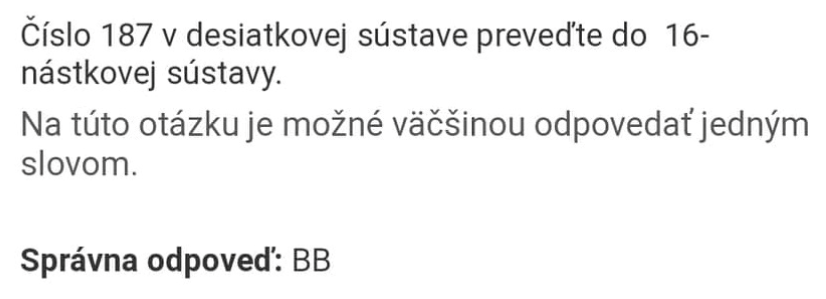 Číslo 187 v desiatkovej sústave preveďte do 16-
nástkovej sústavy.
Na túto otázku je možné väčšinou odpovedať jedným
slovom.
Správna odpoveď: BB